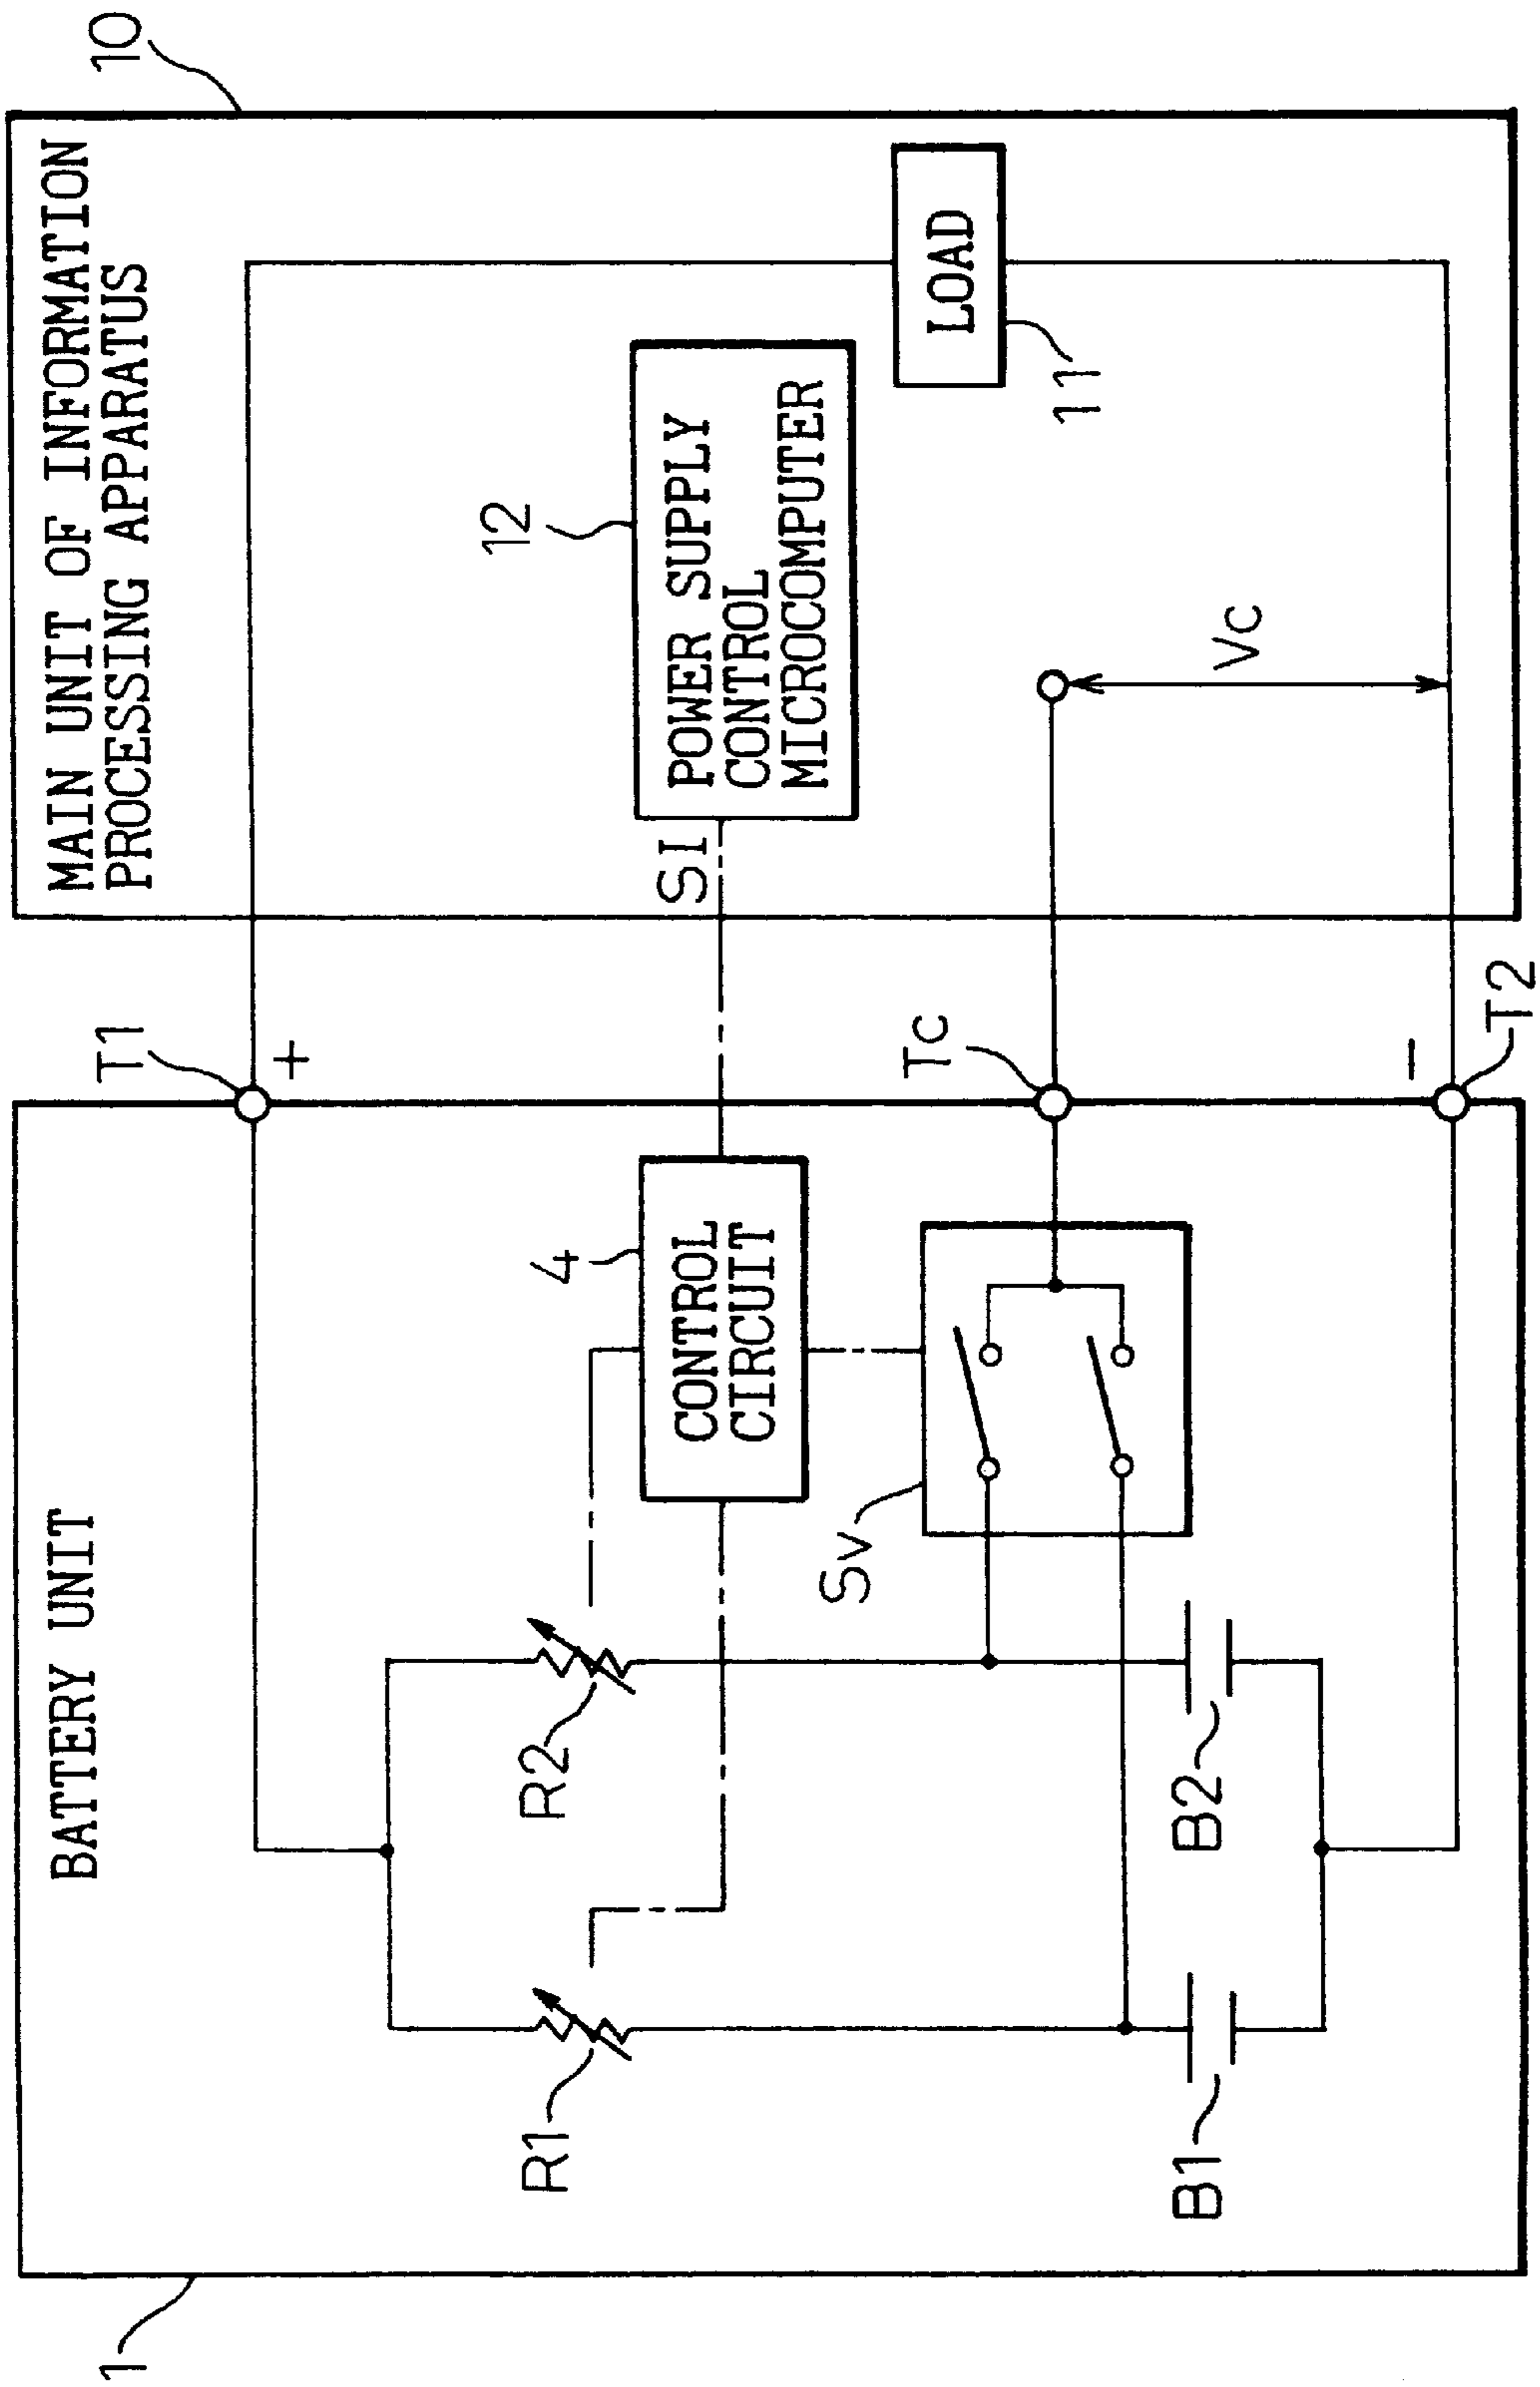 BATTERY UNIT
1
T1
+
R1
R2
4
CONTROL
CIRCUIT
Sv
Tc
B1
B2
−
T2
MAIN UNIT OF INFORMATION
PROCESSING APPARATUS
10
SI
12
POWER SUPPLY
CONTROL
MICROCOMPUTER
LOAD
11
Vc